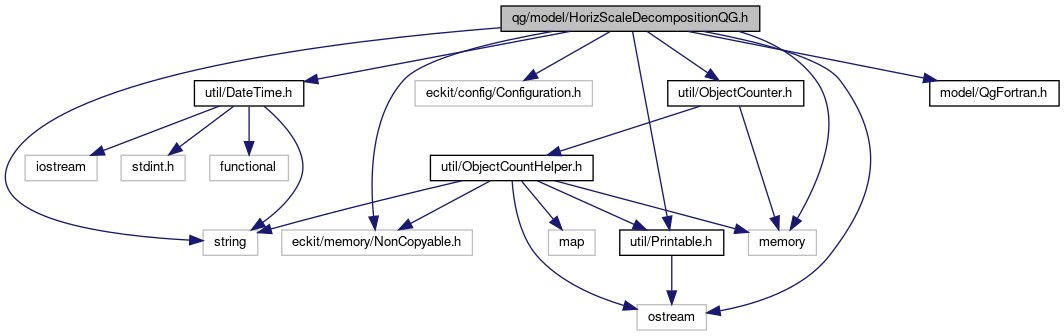 qg/model/HorizScaleDecompositionQG.h
util/DateTime.h
eckit/config/Configuration.h
util/ObjectCounter.h
model/QgFortran.h
iostream
stdint.h
functional
util/ObjectCountHelper.h
string
eckit/memory/NonCopyable.h
map
util/Printable.h
memory
ostream